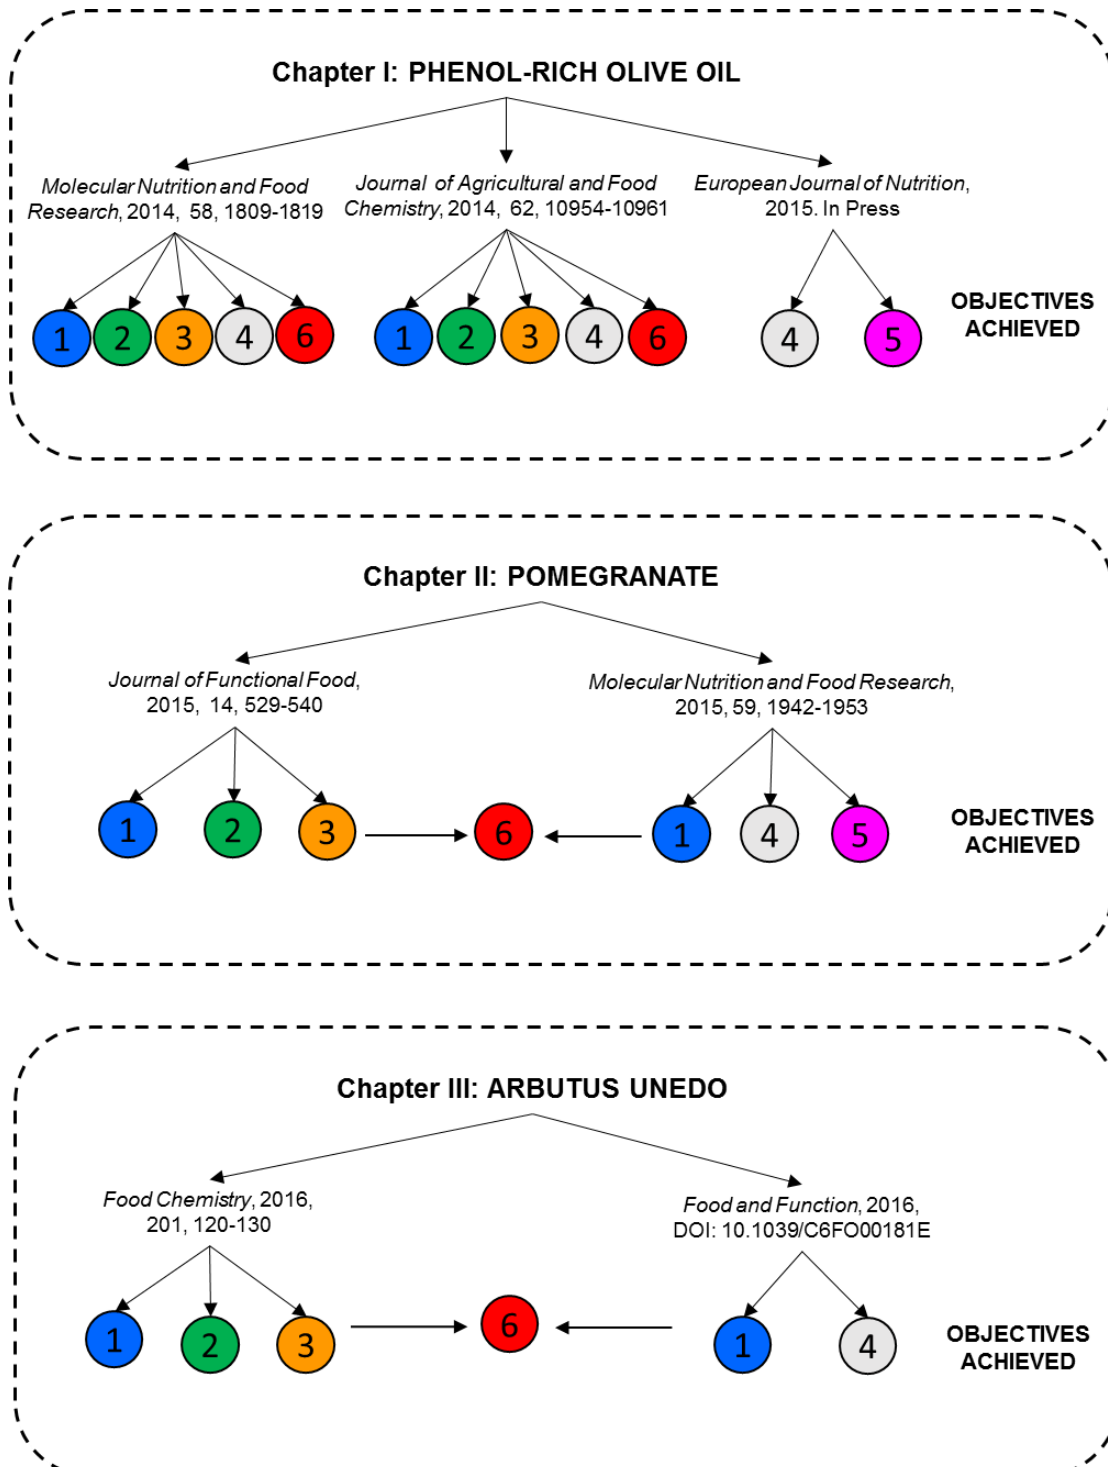 Chapter I: PHENOL-RICH OLIVE OIL
Molecular Nutrition and Food
Research, 2014, 58, 1809-1819
Journal of Agricultural and Food
Chemistry, 2014, 62, 10954-10961
European Journal of Nutrition,
2015. In Press
1 2 3 4 6
1 2 3 4 6
4 5
OBJECTIVES
ACHIEVED
Chapter II: POMEGRANATE
Journal of Functional Food,
2015, 14, 529-540
Molecular Nutrition and Food Research,
2015, 59, 1942-1953
1 2 3
6
1 4 5
OBJECTIVES
ACHIEVED
Chapter III: ARBUTUS UNEDO
Food Chemistry, 2016,
201, 120-130
Food and Function, 2016,
DOI: 10.1039/C6FO00181E
1 2 3
6
1 4
OBJECTIVES
ACHIEVED